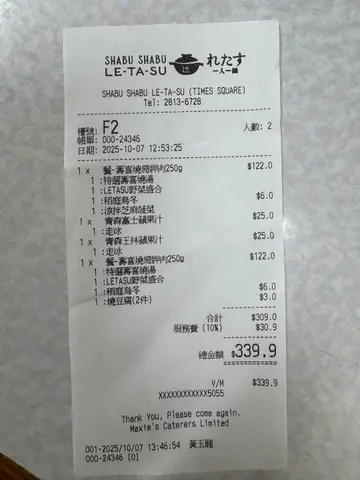 SHABU SHABU
LE-TA-SU
れたす
一人一鍋
SHABU SHABU LE-TA-SU (TIMES SQUARE)
Tel: 2813-6728
檯號: F2 人數: 2
帳單: 000-24346
日期: 2025-10-07 12:53:25
1 x 餐-壽喜燒問胛肉250g $122.0
1 :特選壽喜燒湯
1 :LETASU野菜盛合
1 :稻庭烏冬 $6.0
1 :涼拌芝麻菠菜
1 x 青森富士蘋果汁 $25.0
1 :走冰
1 x 青森王林蘋果汁 $25.0
1 :走冰
1 x 餐-壽喜燒問胛肉250g $122.0
1 :特選壽喜燒湯
1 :LETASU野菜盛合
1 :稻庭烏冬 $6.0
1 :燒豆腐(2件) $3.0
合計 $309.0
服務費 (10%) $30.9
總金額 $339.9
V/M $339.9
XXXXXXXXXXXX5055
Thank You, Please come again.
Maxim's Caterers Limited
001-2025/10/07 13:46:54 黃玉龍
000-24346 [0]